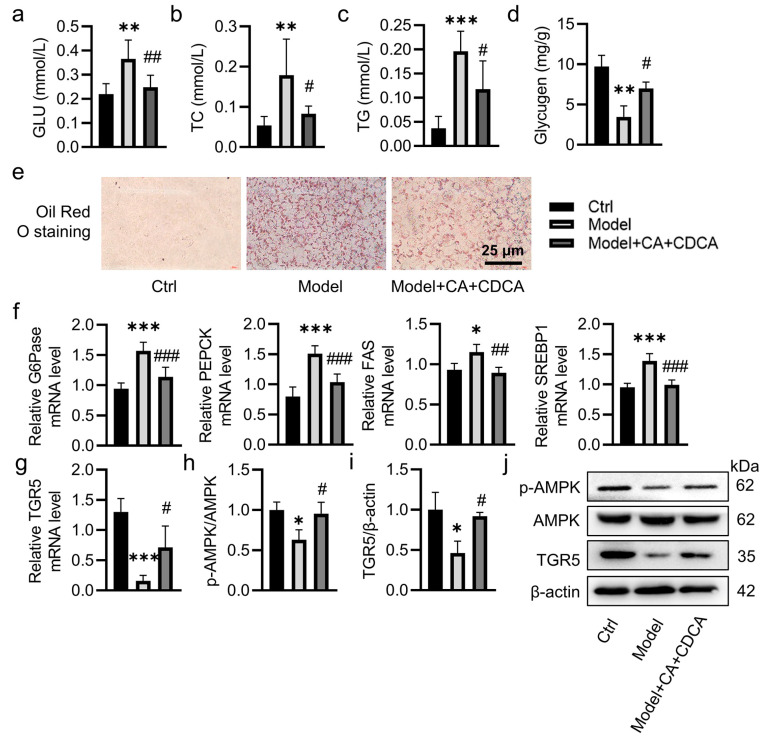 a
GLU (mmol/L)
0.5
0.4
0.3
0.2
0.1
0.0
**
##
b
TC (mmol/L)
0.3
0.2
0.1
0.0
**
#
c
TG (mmol/L)
0.25
0.20
0.15
0.10
0.05
0.00
***
#
d
Glycugen (mg/g)
15
10
5
0
**
#
e
Oil Red
O staining
25 μm
Ctrl
Model
Model+CA+CDCA
Ctrl
Model
Model+CA+CDCA
f
Relative G6Pase
mRNA level
2.0
1.5
1.0
0.5
0.0
***
###
Relative PEPCK
mRNA level
2.0
1.5
1.0
0.5
0.0
***
###
Relative FAS
mRNA level
1.5
1.0
0.5
0.0
*
##
Relative SREBP1
mRNA level
2.0
1.5
1.0
0.5
0.0
***
###
g
Relative TGR5
mRNA level
2.0
1.5
1.0
0.5
0.0
***
#
h
p-AMPK/AMPK
1.5
1.0
0.5
0.0
*
#
i
TGR5/β-actin
1.5
1.0
0.5
0.0
*
#
j
kDa
p-AMPK 62
AMPK 62
TGR5 35
β-actin 42
Ctrl
Model
Model+CA+CDCA